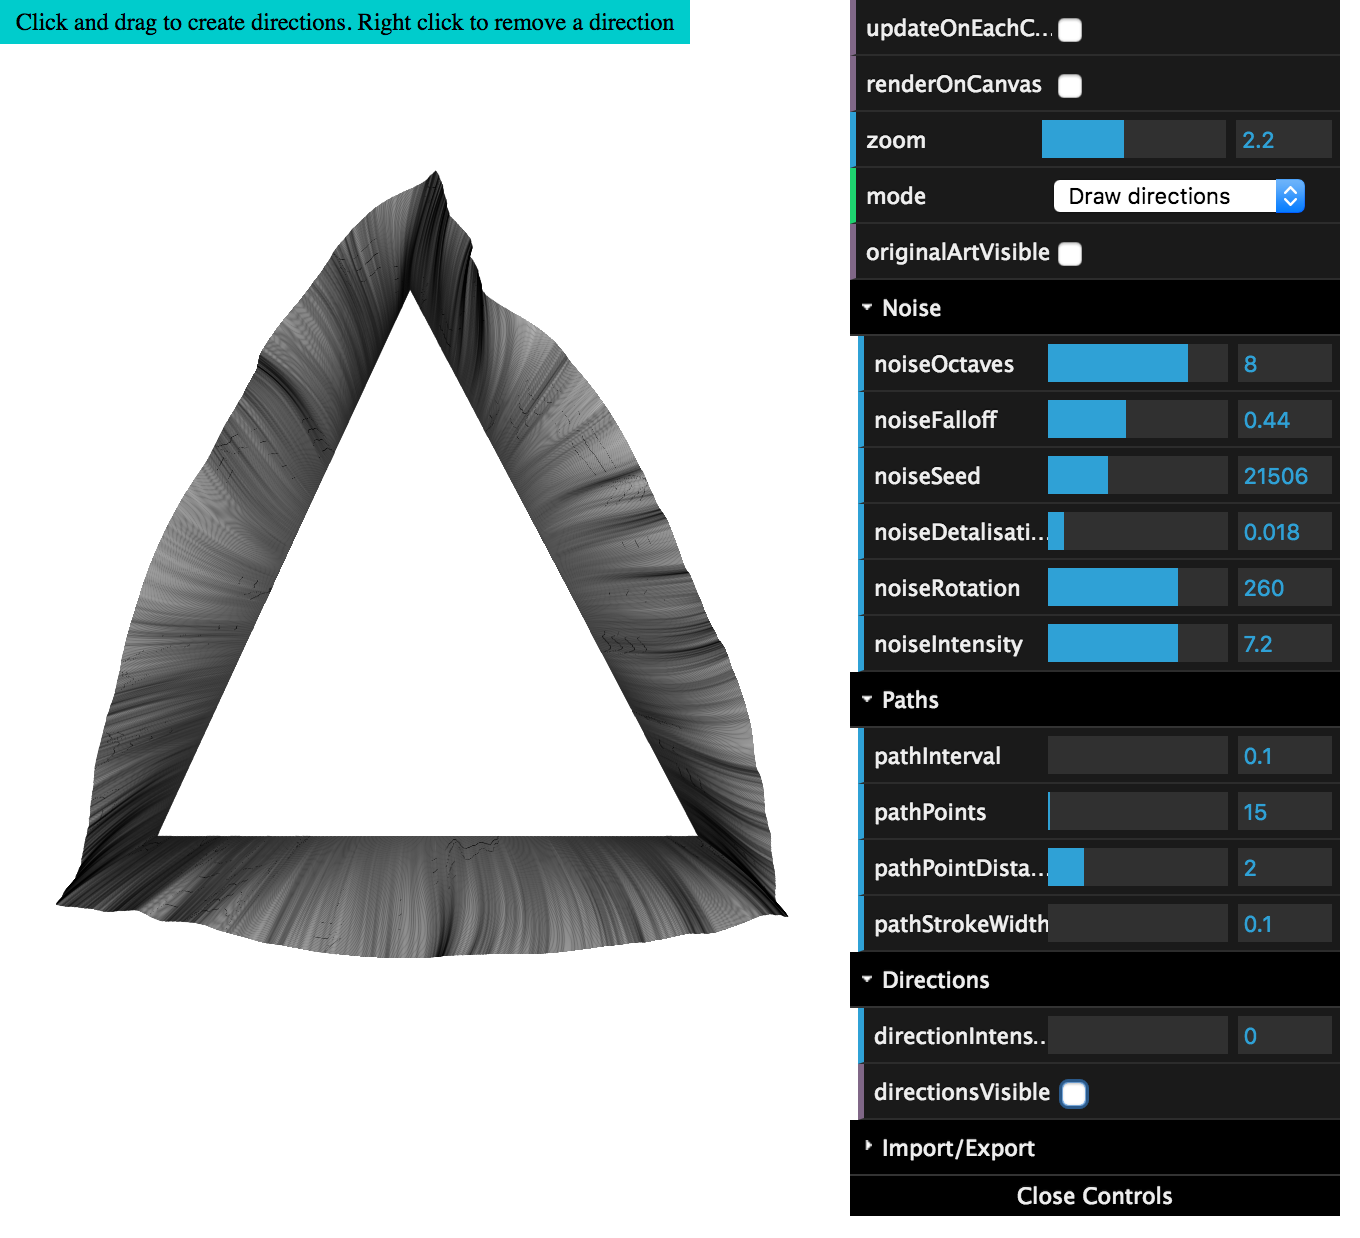 Click and drag to create directions. Right click to remove a direction
updateOnEachC...
renderOnCanvas
zoom 2.2
mode Draw directions
originalArtVisible
Noise
noiseOctaves 8
noiseFalloff 0.44
noiseSeed 21506
noiseDetalisati... 0.018
noiseRotation 260
noiseIntensity 7.2
Paths
pathInterval 0.1
pathPoints 15
pathPointDista... 2
pathStrokeWidth 0.1
Directions
directionIntens... 0
directionsVisible
Import/Export
Close Controls